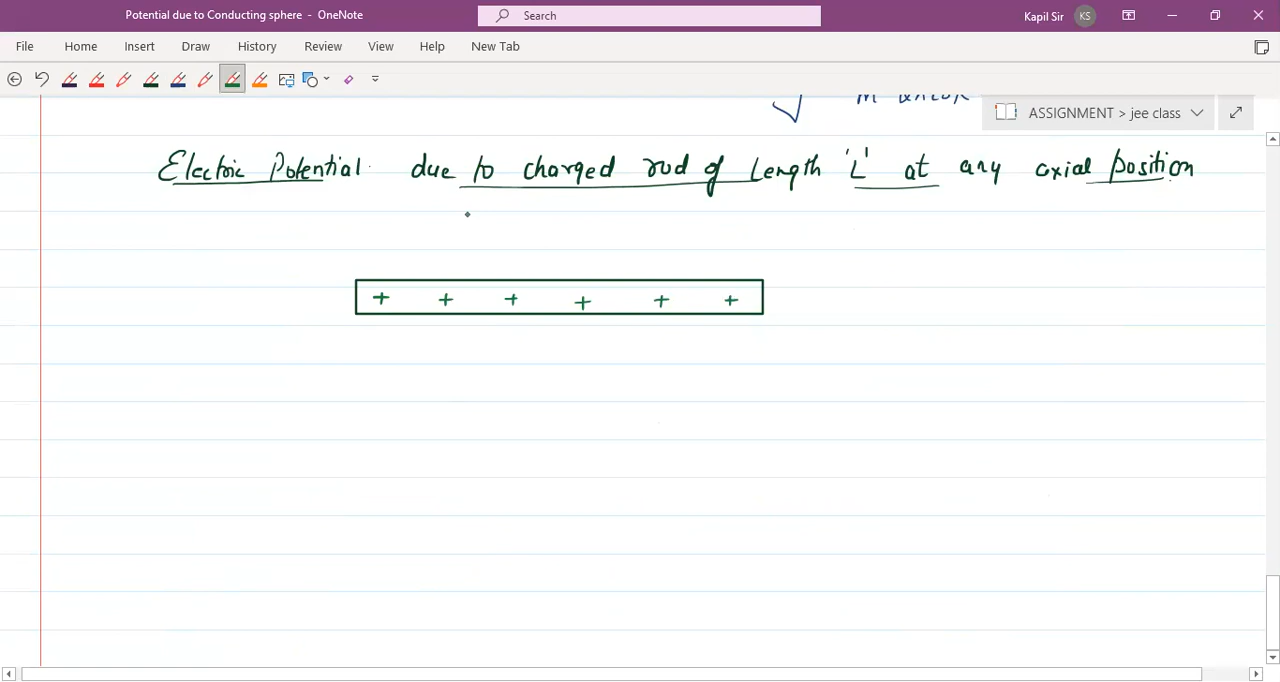 Potential due to Conducting sphere - OneNote
Search
Kapil Sir KS
File Home Insert Draw History Review View Help New Tab
ASSIGNMENT > jee class
Electric Potential due to charged rod of Length 'L' at any axial position
+ + + + + +